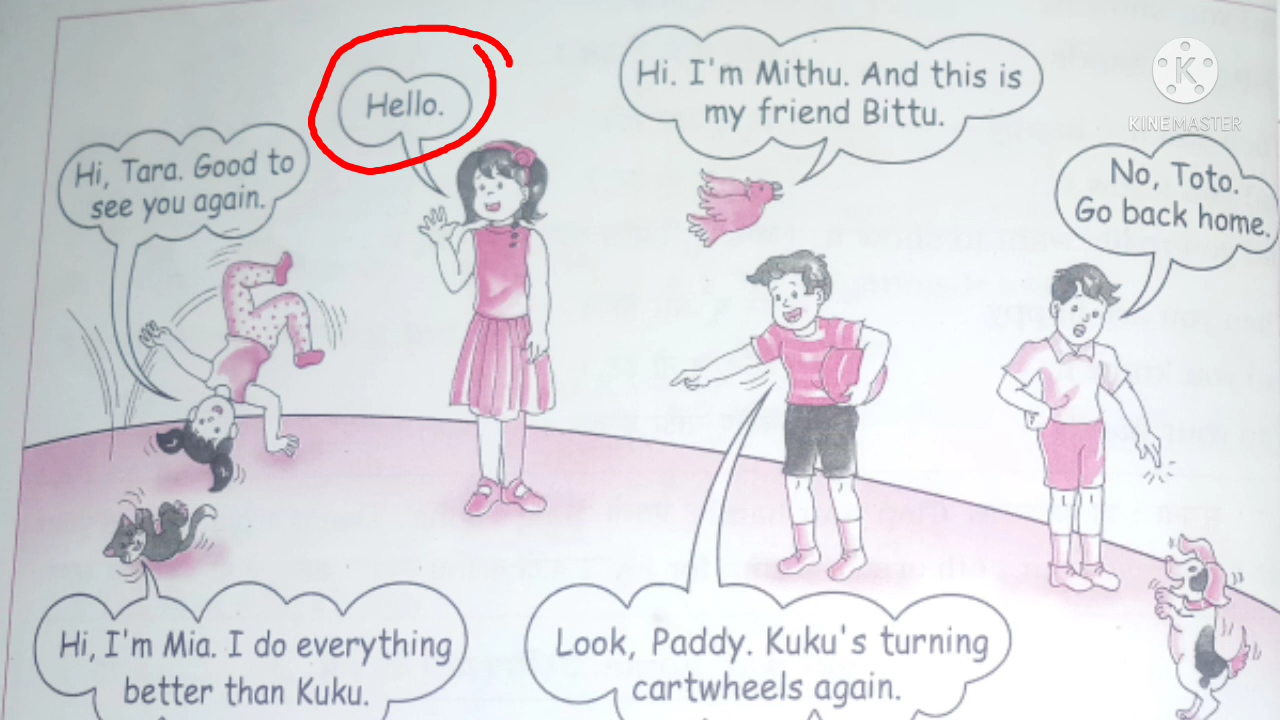 Hello.
Hi. I'm Mithu. And this is
my friend Bittu.
K
KINEMASTER
Hi, Tara. Good to
see you again.
No, Toto.
Go back home.
Hi, I'm Mia. I do everything
better than Kuku.
Look, Paddy. Kuku's turning
cartwheels again.